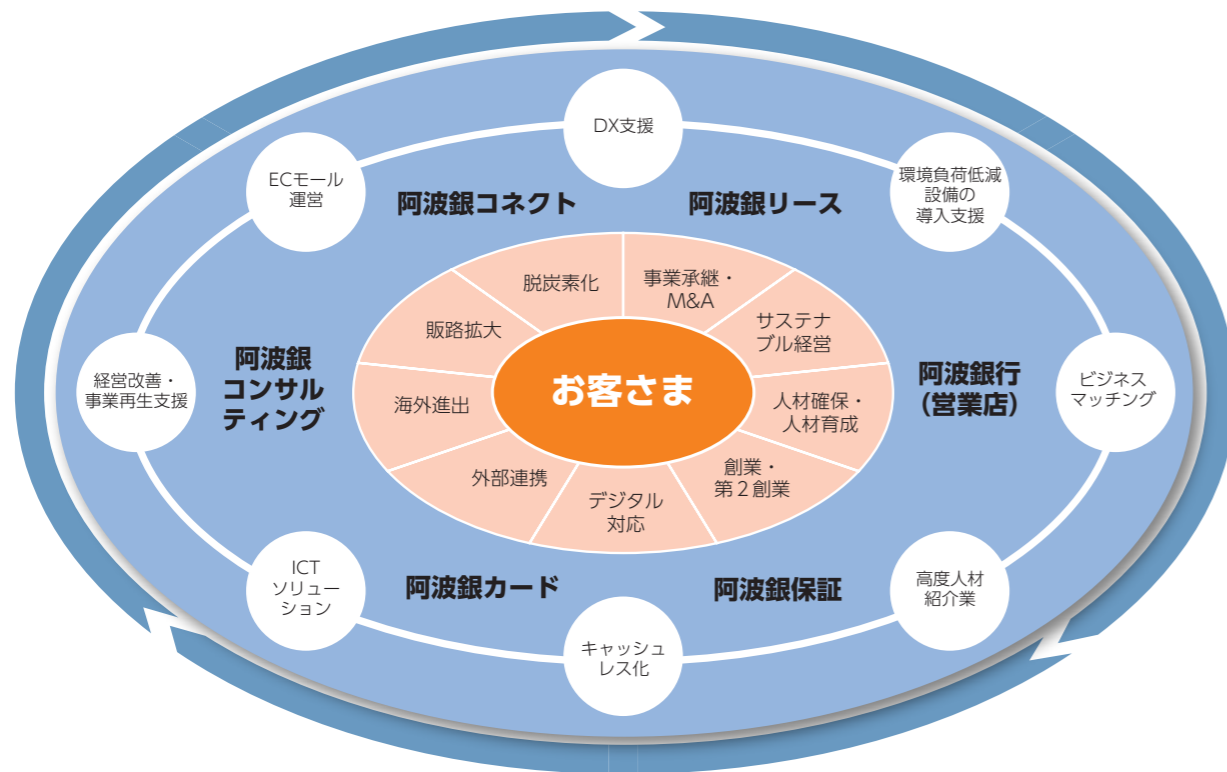 DX支援
ECモール
運営
環境負荷低減
設備の
導入支援
阿波銀コネクト
阿波銀リース
脱炭素化
事業承継・
M&A
販路拡大
サステナ
ブル経営
阿波銀
コンサル
ティング
お客さま
阿波銀行
（営業店）
経営改善・
事業再生支援
ビジネス
マッチング
海外進出
人材確保・
人材育成
外部連携
創業・
第2創業
デジタル
対応
ICT
ソリュー
ション
阿波銀カード
阿波銀保証
高度人材
紹介業
キャッシュ
レス化